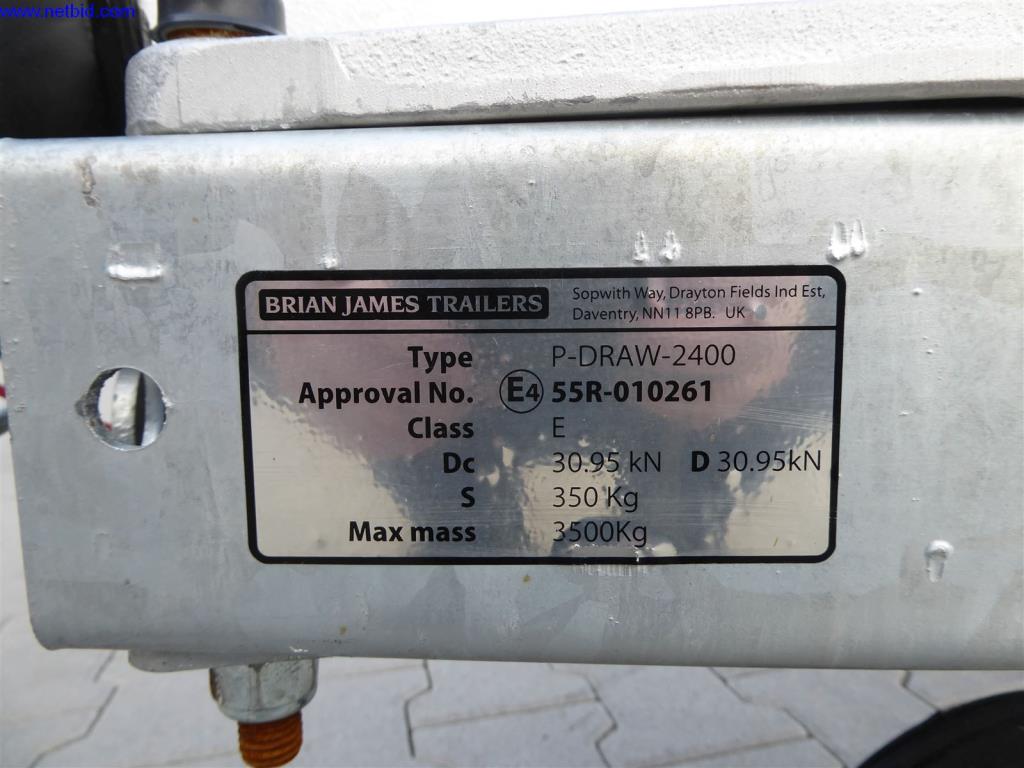 www.netbid.com
BRIAN JAMES TRAILERS
Sopwith Way, Drayton Fields Ind Est,
Daventry, NN11 8PB. UK
Type P-DRAW-2400
Approval No. E4 55R-010261
Class E
Dc 30.95 kN D 30.95kN
S 350 Kg
Max mass 3500Kg